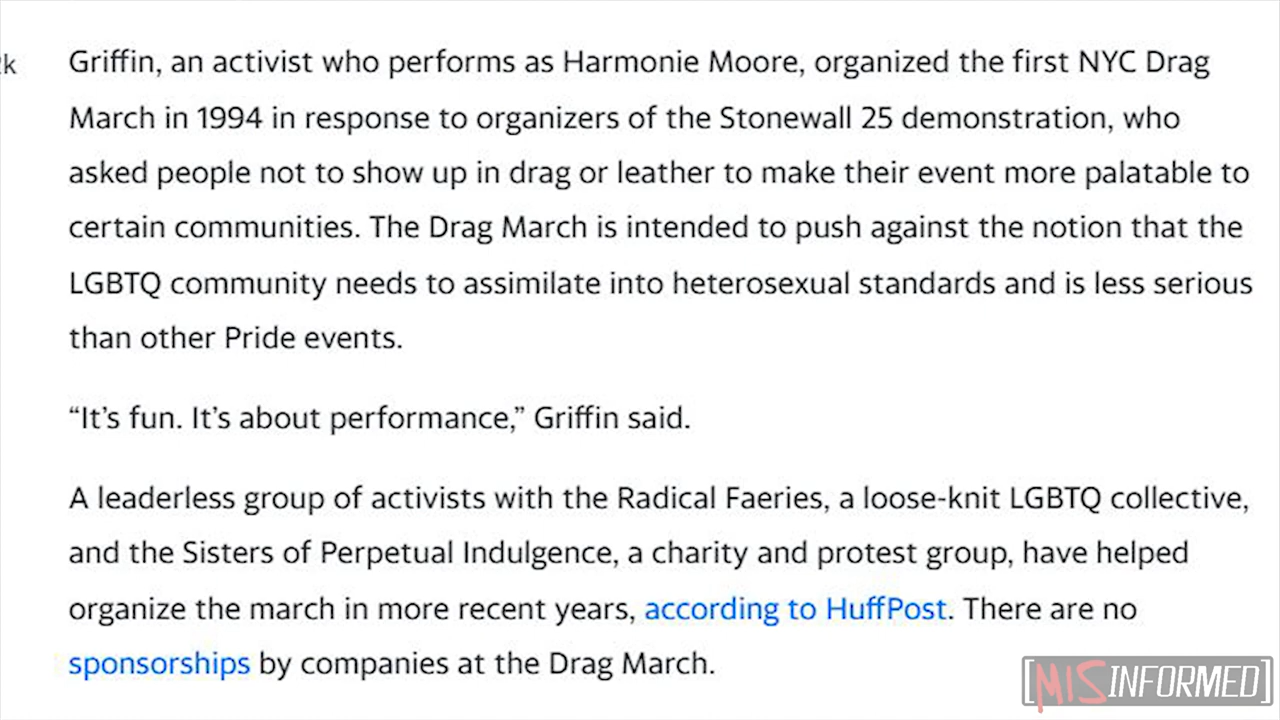 k
Griffin, an activist who performs as Harmonie Moore, organized the first NYC Drag
March in 1994 in response to organizers of the Stonewall 25 demonstration, who
asked people not to show up in drag or leather to make their event more palatable to
certain communities. The Drag March is intended to push against the notion that the
LGBTQ community needs to assimilate into heterosexual standards and is less serious
than other Pride events.
“It’s fun. It’s about performance,” Griffin said.
A leaderless group of activists with the Radical Faeries, a loose-knit LGBTQ collective,
and the Sisters of Perpetual Indulgence, a charity and protest group, have helped
organize the march in more recent years, according to HuffPost. There are no
sponsorships by companies at the Drag March.
[MISINFORMED]